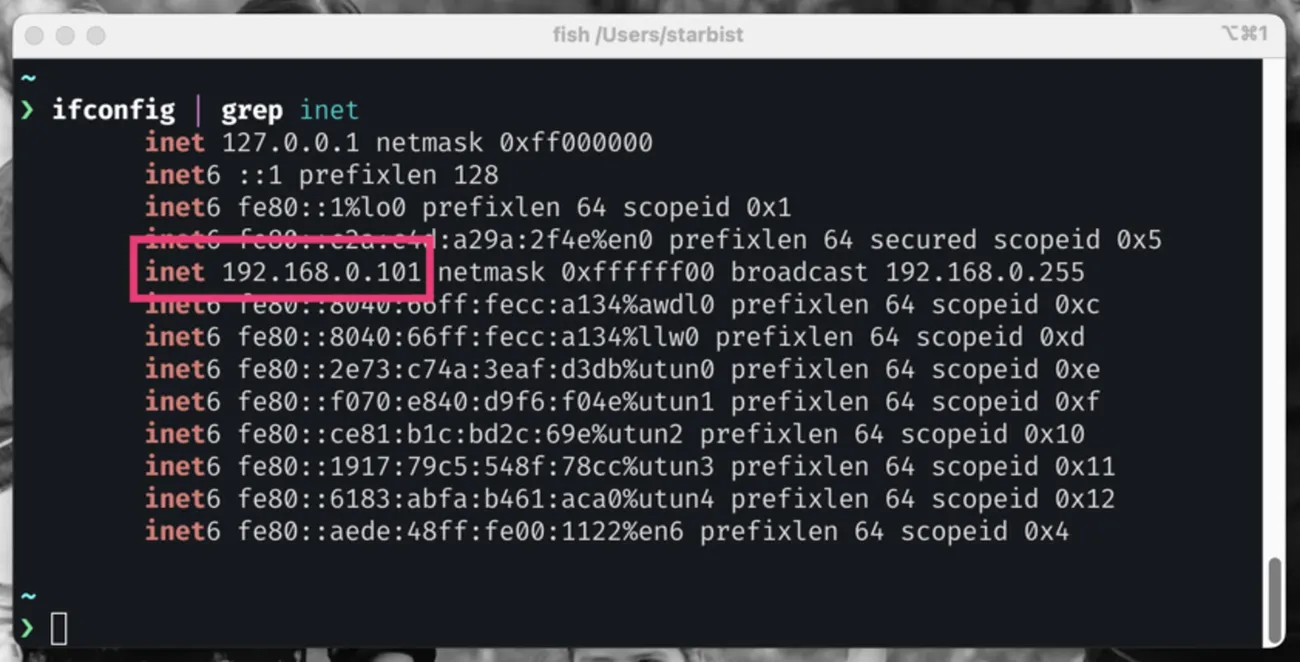 fish /Users/starbist ⌥⌘1
~
❯ ifconfig | grep inet
inet 127.0.0.1 netmask 0xff000000
inet6 ::1 prefixlen 128
inet6 fe80::1%lo0 prefixlen 64 scopeid 0x1
inet6 fe80::c2a:c4d:a29a:2f4e%en0 prefixlen 64 secured scopeid 0x5
inet 192.168.0.101 netmask 0xffffff00 broadcast 192.168.0.255
inet6 fe80::8040:66ff:fecc:a134%awdl0 prefixlen 64 scopeid 0xc
inet6 fe80::8040:66ff:fecc:a134%llw0 prefixlen 64 scopeid 0xd
inet6 fe80::2e73:c74a:3eaf:d3db%utun0 prefixlen 64 scopeid 0xe
inet6 fe80::f070:e840:d9f6:f04e%utun1 prefixlen 64 scopeid 0xf
inet6 fe80::ce81:b1c:bd2c:69e%utun2 prefixlen 64 scopeid 0x10
inet6 fe80::1917:79c5:548f:78cc%utun3 prefixlen 64 scopeid 0x11
inet6 fe80::6183:abfa:b461:aca0%utun4 prefixlen 64 scopeid 0x12
inet6 fe80::aede:48ff:fe00:1122%en6 prefixlen 64 scopeid 0x4
~
❯